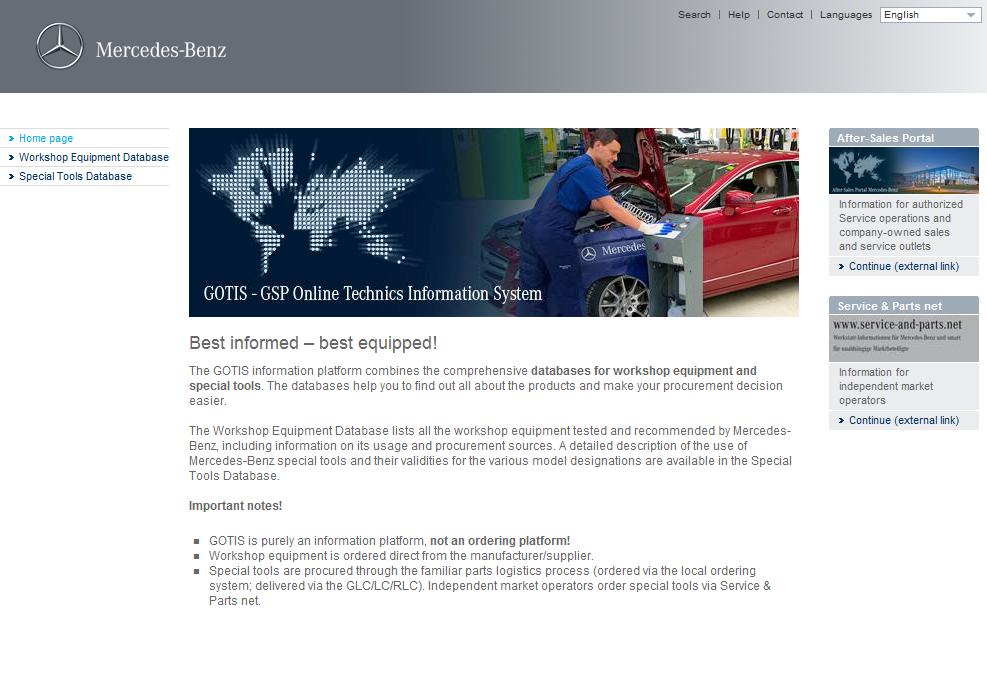 Search | Help | Contact | Languages English
Mercedes-Benz
Home page
Workshop Equipment Database
Special Tools Database
Mercedes
GOTIS - GSP Online Technics Information System
Best informed – best equipped!
The GOTIS information platform combines the comprehensive databases for workshop equipment and
special tools. The databases help you to find out all about the products and make your procurement decision
easier.
The Workshop Equipment Database lists all the workshop equipment tested and recommended by Mercedes-
Benz, including information on its usage and procurement sources. A detailed description of the use of
Mercedes-Benz special tools and their validities for the various model designations are available in the Special
Tools Database.
Important notes!
GOTIS is purely an information platform, not an ordering platform!
Workshop equipment is ordered direct from the manufacturer/supplier.
Special tools are procured through the familiar parts logistics process (ordered via the local ordering
system; delivered via the GLC/LC/RLC). Independent market operators order special tools via Service &
Parts net.
After-Sales Portal
After-Sales Portal Mercedes-Benz
Information for authorized
Service operations and
company-owned sales
and service outlets
Continue (external link)
Service & Parts net
www.service-and-parts.net
Werkstatt-Informationen für Mercedes-Benz und smart
für unabhängige Marktbeteiligte
Information for
independent market
operators
Continue (external link)